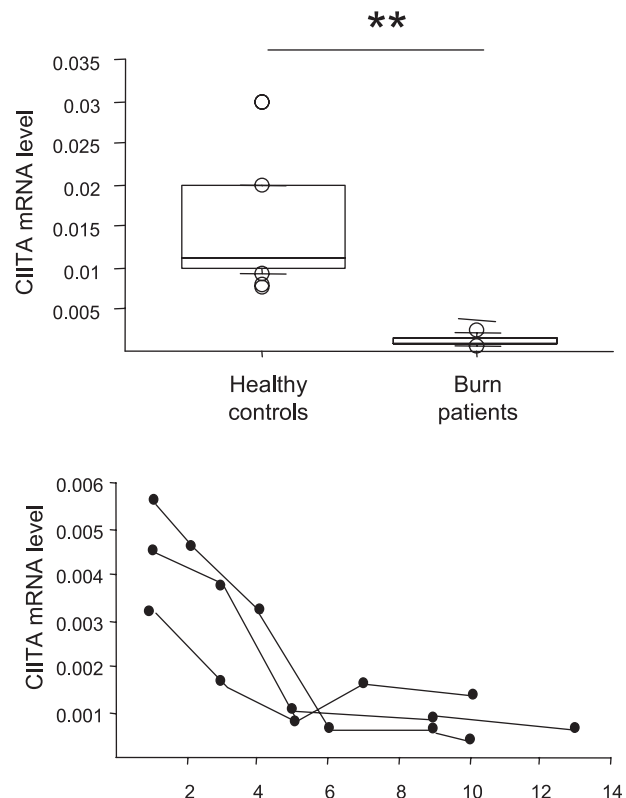 **
0.035
0.03
0.025
0.02
0.015
0.01
0.005
CIITA mRNA level
Healthy
controls
Burn
patients
0.006
0.005
0.004
0.003
0.002
0.001
CIITA mRNA level
2 4 6 8 10 12 14